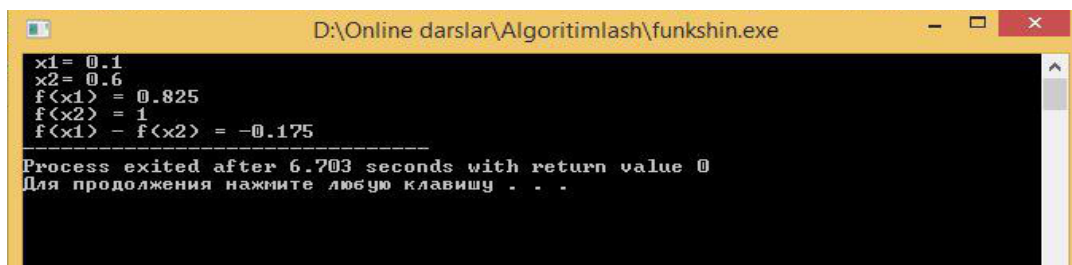 D:\Online darslar\Algoritimlash\funkshin.exe
x1= 0.1
x2= 0.6
f(x1) = 0.825
f(x2) = 1
f(x1) - f(x2) = -0.175
--------------------------------
Process exited after 6.703 seconds with return value 0
Для продолжения нажмите любую клавишу . . .